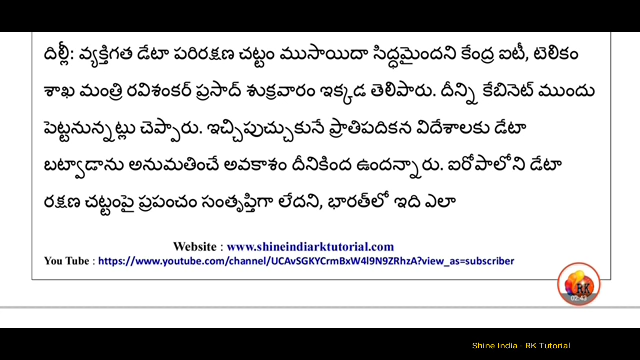 దిల్లీ: వ్యక్తిగత డేటా పరిరక్షణ చట్టం ముసాయిదా సిద్ధమైందని కేంద్ర ఐటీ, టెలికం
శాఖ మంత్రి రవిశంకర్ ప్రసాద్ శుక్రవారం ఇక్కడ తెలిపారు. దీన్ని కేబినెట్ ముందు
పెట్టనున్నట్లు చెప్పారు. ఇచ్చిపుచ్చుకునే ప్రాతిపదికన విదేశాలకు డేటా
బట్వాడాను అనుమతించే అవకాశం దీనికింద ఉందన్నారు. ఐరోపాలోని డేటా
రక్షణ చట్టంపై ప్రపంచం సంతృప్తిగా లేదని, భారత్‌లో ఇది ఎలా
Website : www.shineindiarktutorial.com
You Tube : https://www.youtube.com/channel/UCAvSGKYCrmBxW4l9N9ZRhzA?view_as=subscriber
RK
02:43
Shine India - RK Tutorial